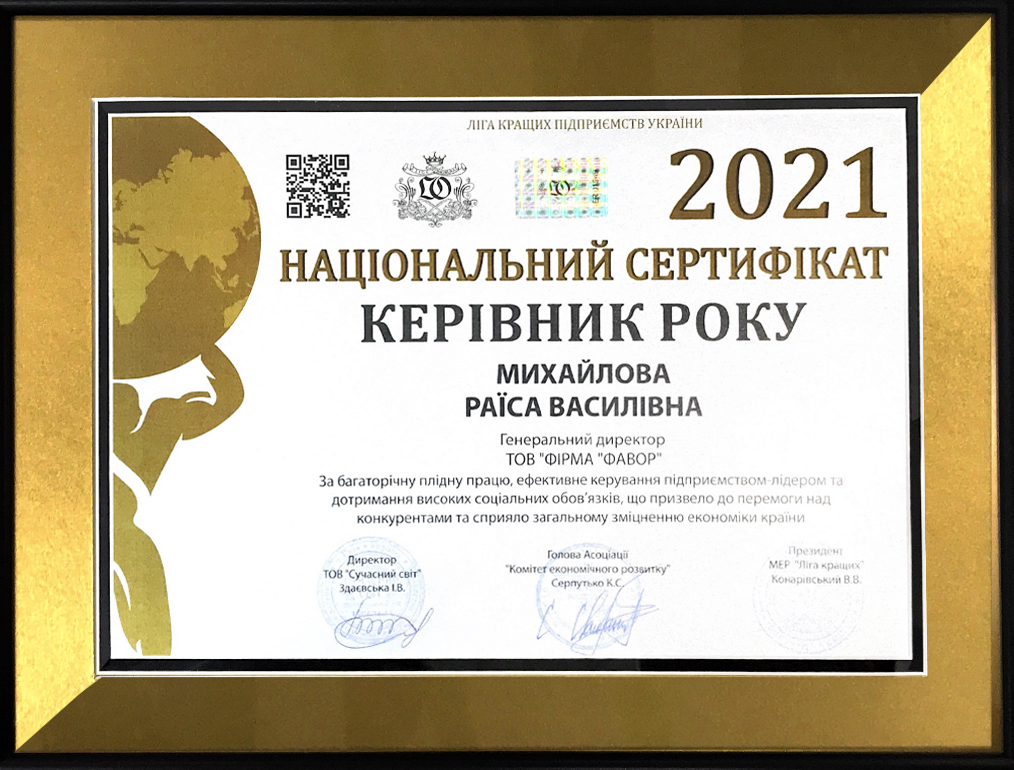 ЛІГА КРАЩИХ ПІДПРИЄМСТВ УКРАЇНИ
2021
НАЦІОНАЛЬНИЙ СЕРТИФІКАТ
КЕРІВНИК РОКУ
МИХАЙЛОВА
РАЇСА ВАСИЛІВНА
Генеральний директор
ТОВ "ФІРМА "ФАВОР"
За багаторічну плідну працю, ефективне керування підприємством-лідером та
дотримання високих соціальних обов'язків, що призвело до перемоги над
конкурентами та сприяло загальному зміцненню економіки країни
Директор
ТОВ "Сучасний світ"
Здаєвська І.В.
Голова Асоціації
"Комітет економічного розвитку"
Серпутько К.С.
Президент
МЕР "Ліга кращих"
Конарівський В.В.